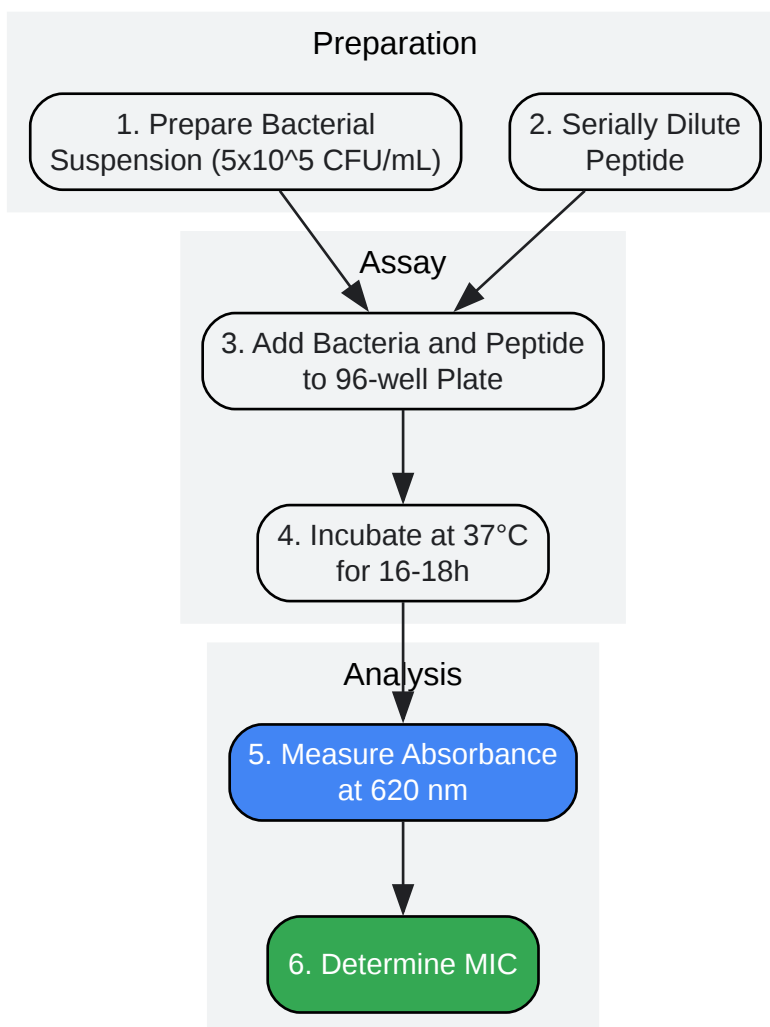 Preparation
1. Prepare Bacterial
Suspension (5x10^5 CFU/mL)
2. Serially Dilute
Peptide
Assay
3. Add Bacteria and Peptide
to 96-well Plate
4. Incubate at 37°C
for 16-18h
Analysis
5. Measure Absorbance
at 620 nm
6. Determine MIC